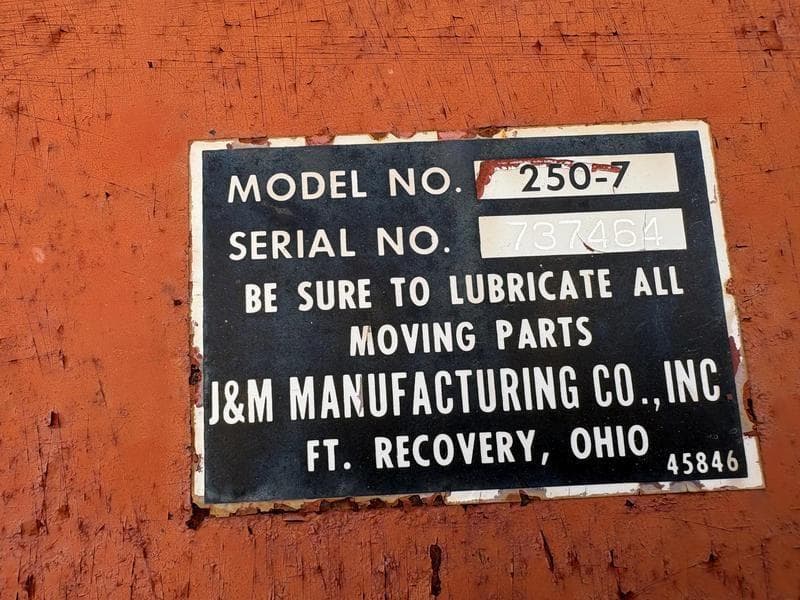 MODEL NO. 250-7
SERIAL NO. 737464
BE SURE TO LUBRICATE ALL
MOVING PARTS
J&M MANUFACTURING CO., INC
FT. RECOVERY, OHIO 45846